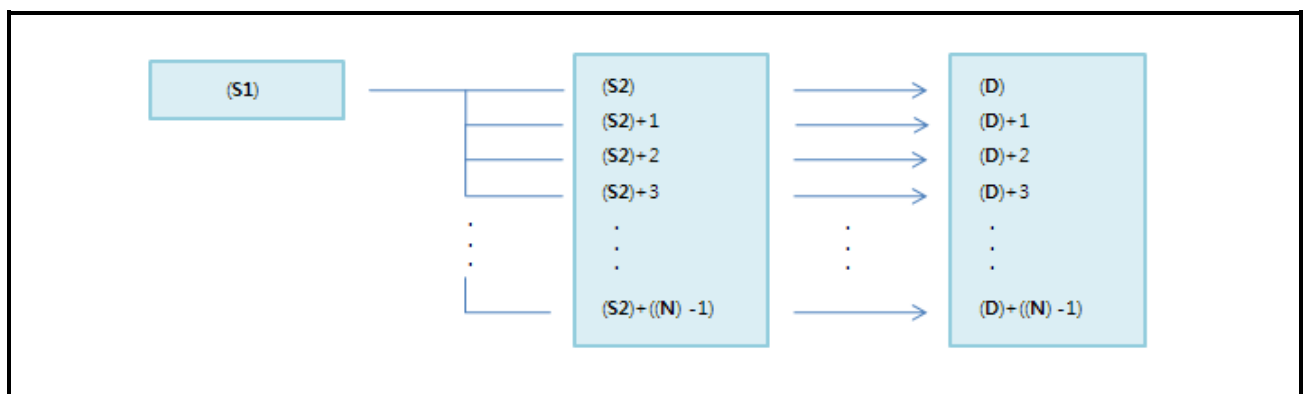 (S1)
(S2)
(S2)+1
(S2)+2
(S2)+3
.
.
.
(S2)+((N) -1)
(D)
(D)+1
(D)+2
(D)+3
.
.
.
(D)+((N) -1)